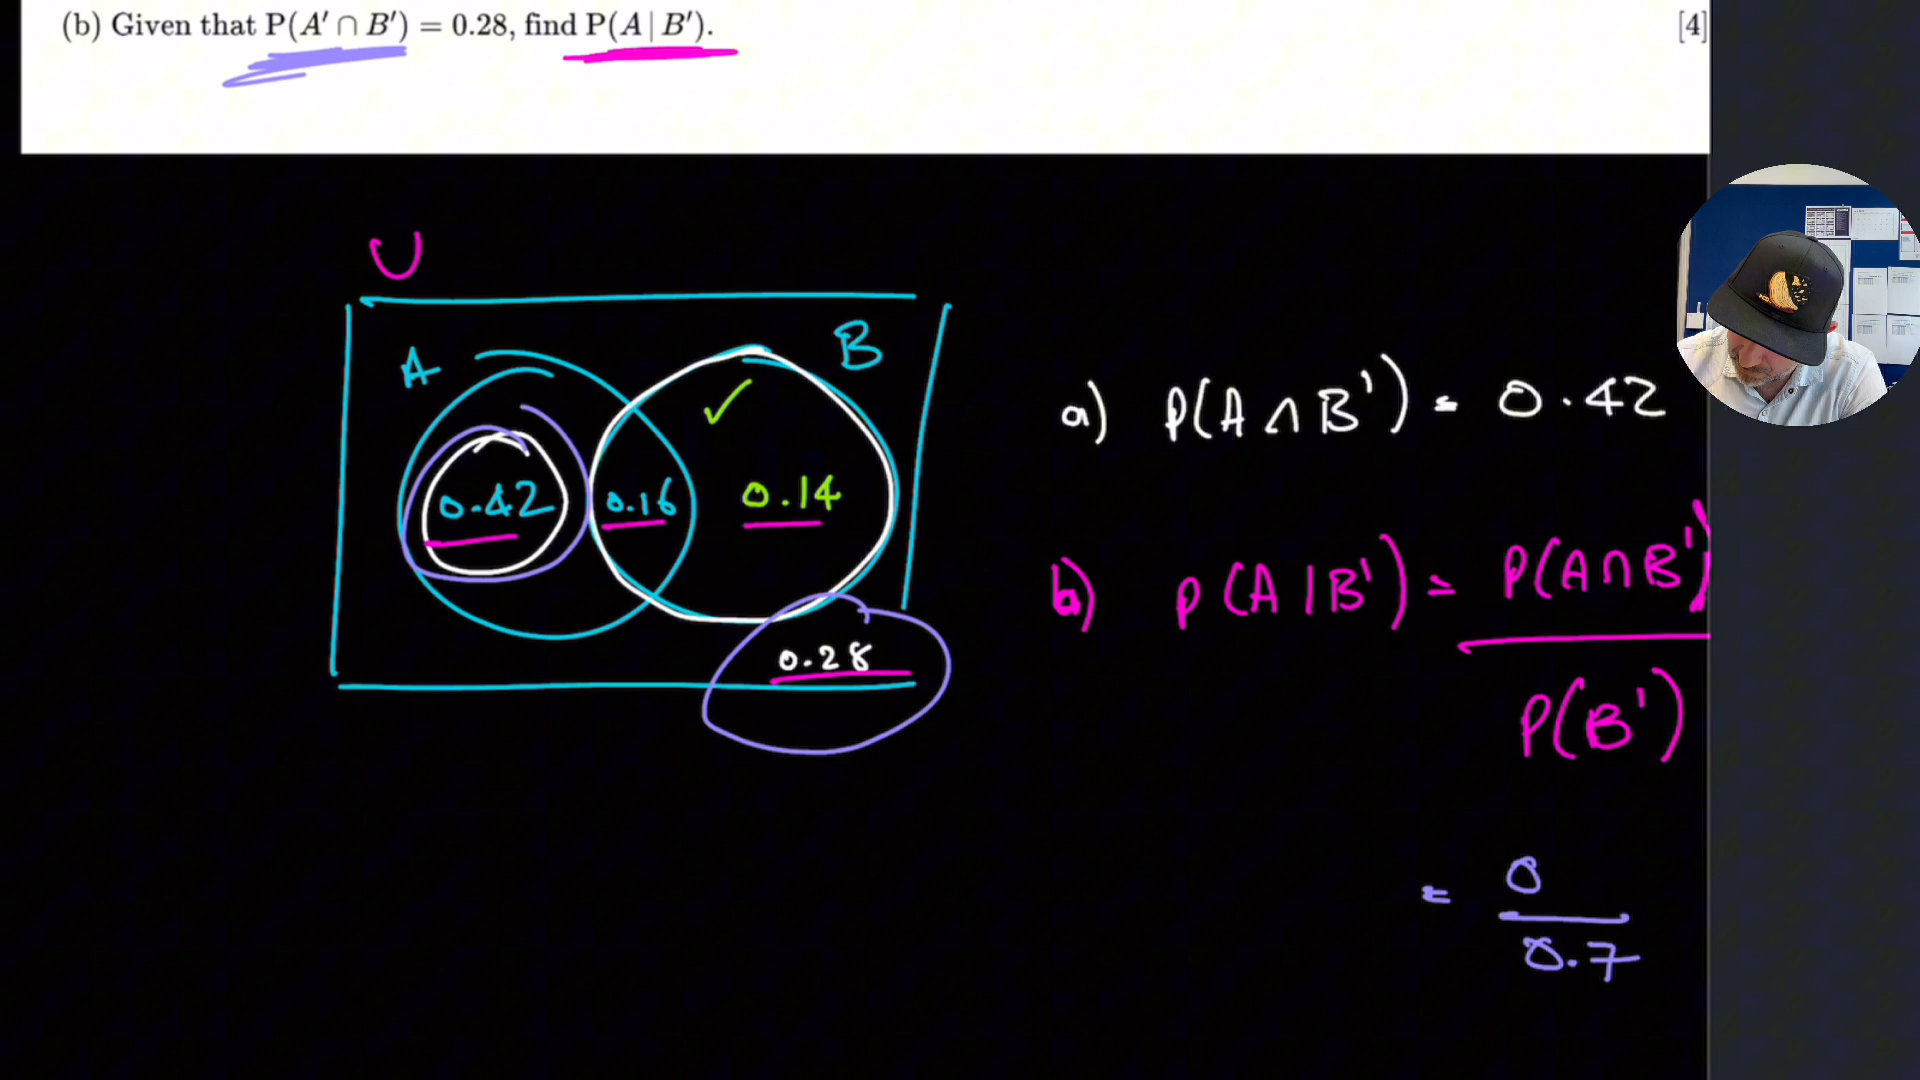 (b) Given that P(A′ ∩ B′) = 0.28, find P(A | B′). [4]
U
A B
0.42 0.16 0.14
0.28
a) P(A ∩ B') = 0.42
b) P(A | B') = P(A ∩ B')
P(B')
= 0
0.7